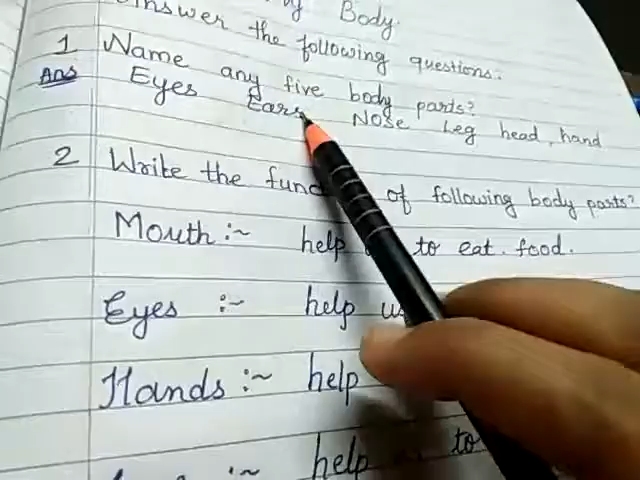 Body.
Answer the following questions.
1 Name any five body parts?
Ans Eyes Ears Nose Leg head, hand
2 Write the func of following body parts?
Mouth :~ help to eat. food.
Eyes :~ help us
Hands :~ help
:~ help to